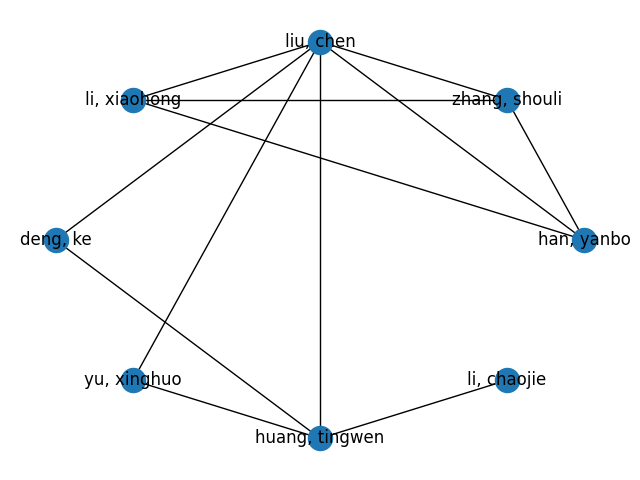 liu, chen
li, xiaohong
zhang, shouli
deng, ke
han, yanbo
yu, xinghuo
li, chaojie
huang, tingwen